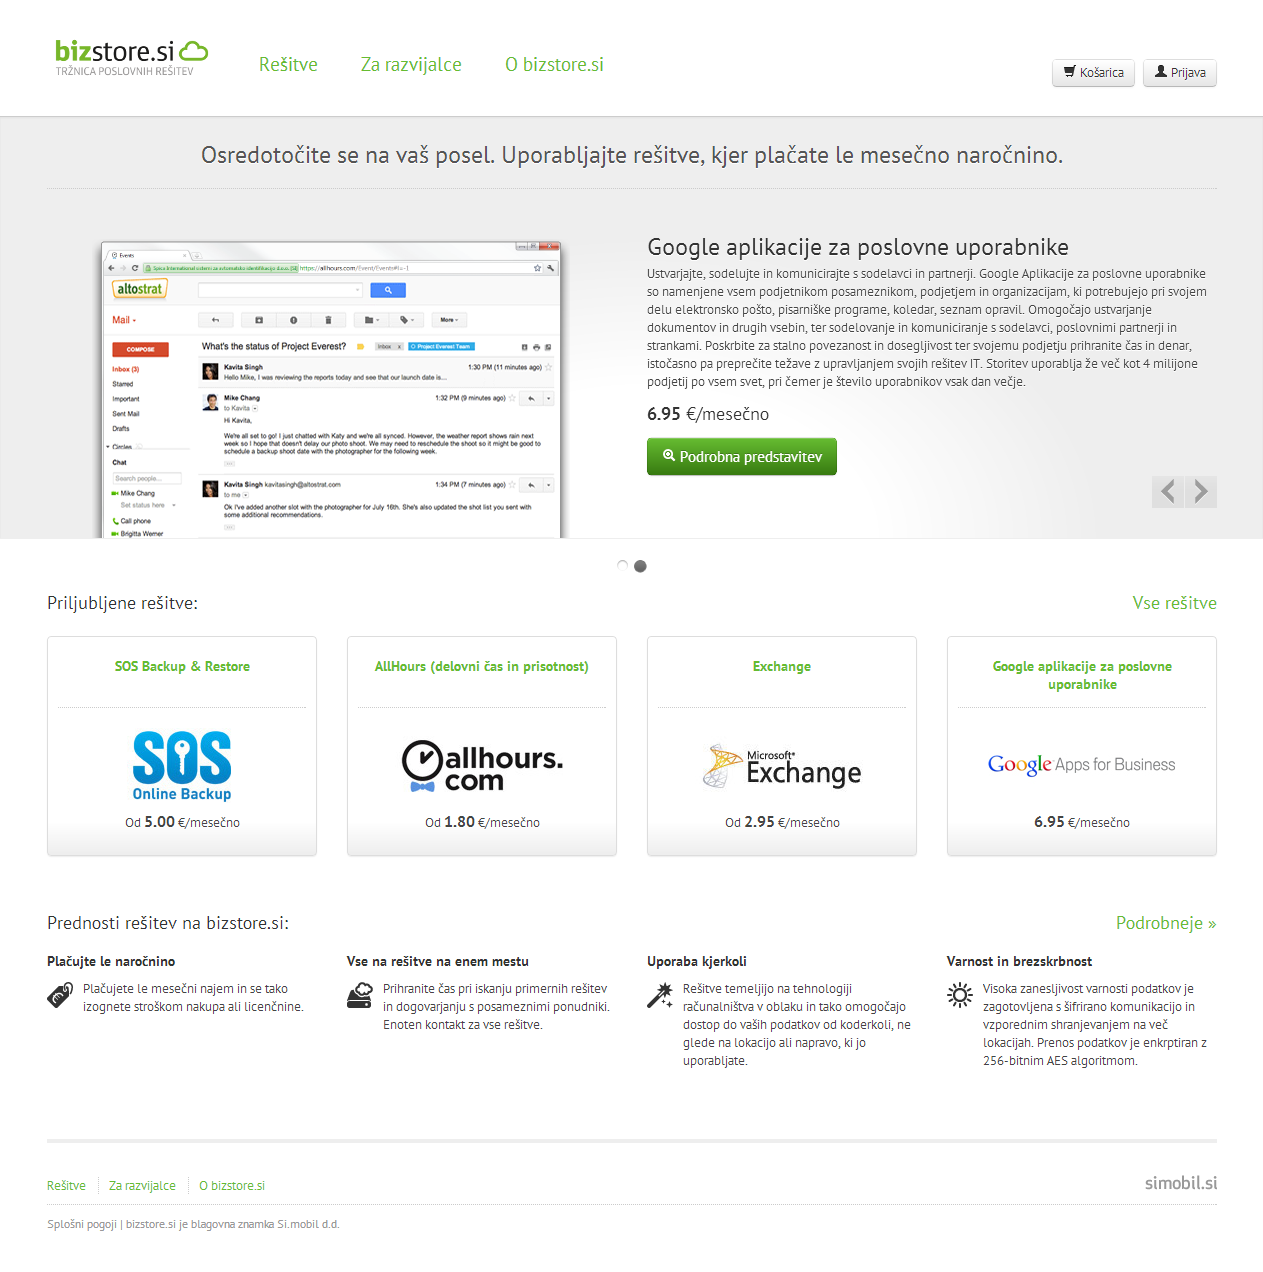 bizstore.si
TRŽNICA POSLOVNIH REŠITEV
Rešitve
Za razvijalce
O bizstore.si
Košarica
Prijava
Osredotočite se na vaš posel. Uporabljajte rešitve, kjer plačate le mesečno naročnino.
Events
https://allhours.com/Event/Events#!=-1
altostrat
Mail
More
COMPOSE
What's the status of Project Everest?
Inbox x
Project Everest Team
Inbox (3)
Starred
Important
Sent Mail
Drafts
Circles
Chat
Search people...
Mike Chang
Set status here
Call phone
Brigitta Werner
Kavita Singh
1:30 PM (11 minutes ago)
Hello Mike, I was reviewing the reports today and see that our launch date is...
Mike Chang
1:32 PM (9 minutes ago)
to Kavita
Hi Kavita,
We're all set to go! I just chatted with Katy and we're all synced. However, the weather report shows rain next
week so I hope that doesn't delay our photo shoot. We may need to reschedule the shoot so it might be good to
schedule a backup shoot date with the photographer for the following week.
Kavita Singh kavitasingh@altostrat.com
1:34 PM (7 minutes ago)
to me
Ok I've added another slot with the photographer for July 16th. She's also updated the shot list you sent with
some additional recommendations.
Google aplikacije za poslovne uporabnike
Ustvarjajte, sodelujte in komunicirajte s sodelavci in partnerji. Google Aplikacije za poslovne uporabnike
so namenjene vsem podjetnikom posameznikom, podjetjem in organizacijam, ki potrebujejo pri svojem
delu elektronsko pošto, pisarniške programe, koledar, seznam opravil. Omogočajo ustvarjanje
dokumentov in drugih vsebin, ter sodelovanje in komuniciranje s sodelavci, poslovnimi partnerji in
strankami. Poskrbite za stalno povezanost in dosegljivost ter svojemu podjetju prihranite čas in denar,
istočasno pa preprečite težave z upravljanjem svojih rešitev IT. Storitev uporablja že več kot 4 milijone
podjetij po vsem svet, pri čemer je število uporabnikov vsak dan večje.
6.95 €/mesečno
Podrobna predstavitev
Priljubljene rešitve:
Vse rešitve
SOS Backup & Restore
SOS
Online Backup
Od 5.00 €/mesečno
AllHours (delovni čas in prisotnost)
allhours.
com
Od 1.80 €/mesečno
Exchange
Microsoft®
Exchange
Od 2.95 €/mesečno
Google aplikacije za poslovne
uporabnike
Google Apps for Business
6.95 €/mesečno
Prednosti rešitev na bizstore.si:
Podrobneje »
Plačujte le naročnino
Plačujete le mesečni najem in se tako
izognete stroškom nakupa ali licenčnine.
Vse na rešitve na enem mestu
Prihranite čas pri iskanju primernih rešitev
in dogovarjanju s posameznimi ponudniki.
Enoten kontakt za vse rešitve.
Uporaba kjerkoli
Rešitve temeljijo na tehnologiji
računalništva v oblaku in tako omogočajo
dostop do vaših podatkov od koderkoli, ne
glede na lokacijo ali napravo, ki jo
uporabljate.
Varnost in brezskrbnost
Visoka zanesljivost varnosti podatkov je
zagotovljena s šifrirano komunikacijo in
vzporednim shranjevanjem na več
lokacijah. Prenos podatkov je enkrptiran z
256-bitnim AES algoritmom.
Rešitve
Za razvijalce
O bizstore.si
simobil.si
Splošni pogoji | bizstore.si je blagovna znamka Si.mobil d.d.